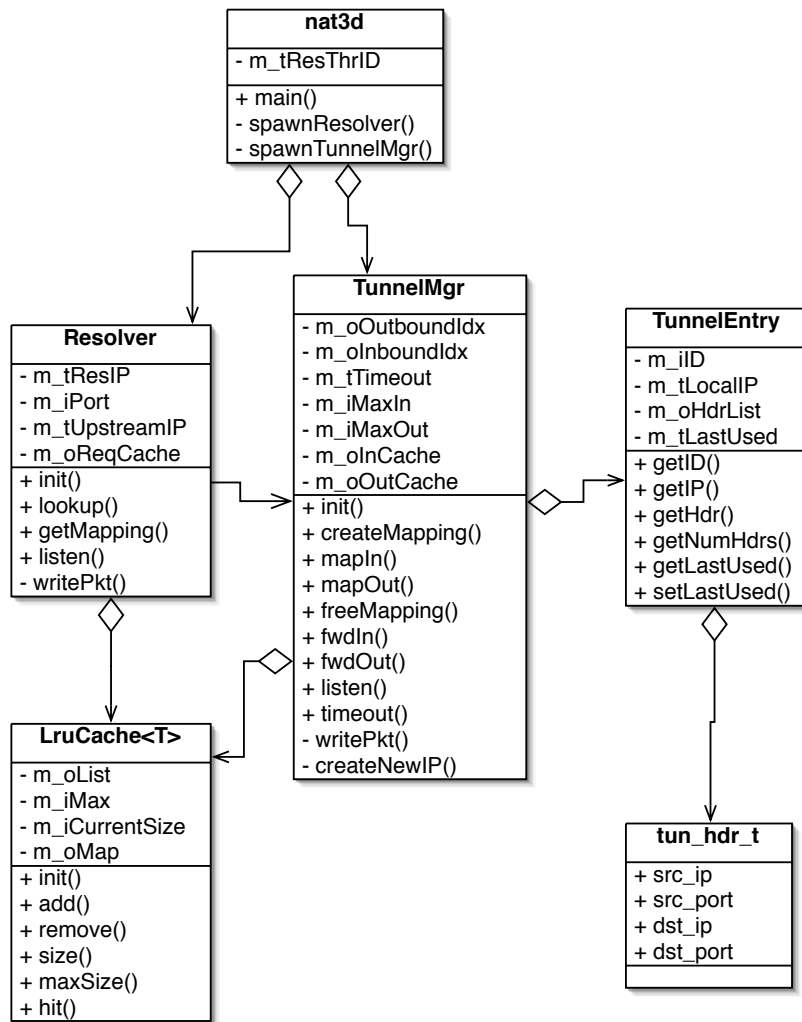 nat3d
- m_tResThrID
+ main()
- spawnResolver()
- spawnTunnelMgr()
Resolver
- m_tResIP
- m_iPort
- m_tUpstreamIP
- m_oReqCache
+ init()
+ lookup()
+ getMapping()
+ listen()
- writePkt()
TunnelMgr
- m_oOutboundIdx
- m_oInboundIdx
- m_tTimeout
- m_iMaxIn
- m_iMaxOut
- m_oInCache
- m_oOutCache
+ init()
+ createMapping()
+ mapIn()
+ mapOut()
+ freeMapping()
+ fwdIn()
+ fwdOut()
+ listen()
+ timeout()
- writePkt()
- createNewIP()
TunnelEntry
- m_iID
- m_tLocalIP
- m_oHdrList
- m_tLastUsed
+ getID()
+ getIP()
+ getHdr()
+ getNumHdrs()
+ getLastUsed()
+ setLastUsed()
LruCache<T>
- m_oList
- m_iMax
- m_iCurrentSize
- m_oMap
+ init()
+ add()
+ remove()
+ size()
+ maxSize()
+ hit()
tun_hdr_t
+ src_ip
+ src_port
+ dst_ip
+ dst_port